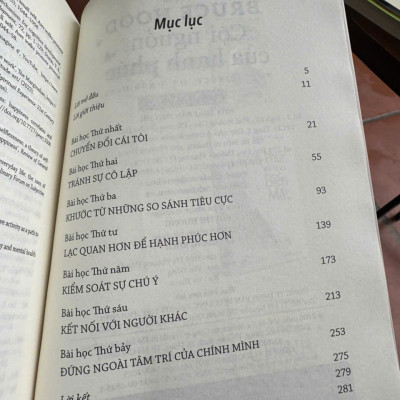 Mục lục
Lời mở đầu 5
Lời giới thiệu 11
Bài học Thứ nhất
CHUYỂN ĐỔI CÁI TÔI 21
Bài học Thứ hai
TRÁNH SỰ CÔ LẬP 55
Bài học Thứ ba
KHƯỚC TỪ NHỮNG SO SÁNH TIÊU CỰC 93
Bài học Thứ tư
LẠC QUAN HƠN ĐỂ HẠNH PHÚC HƠN 139
Bài học Thứ năm
KIỂM SOÁT SỰ CHÚ Ý 173
Bài học Thứ sáu
KẾT NỐI VỚI NGƯỜI KHÁC 213
Bài học Thứ bảy
ĐỨNG NGOÀI TÂM TRÍ CỦA CHÍNH MÌNH 253
Lời kết 275
279
281